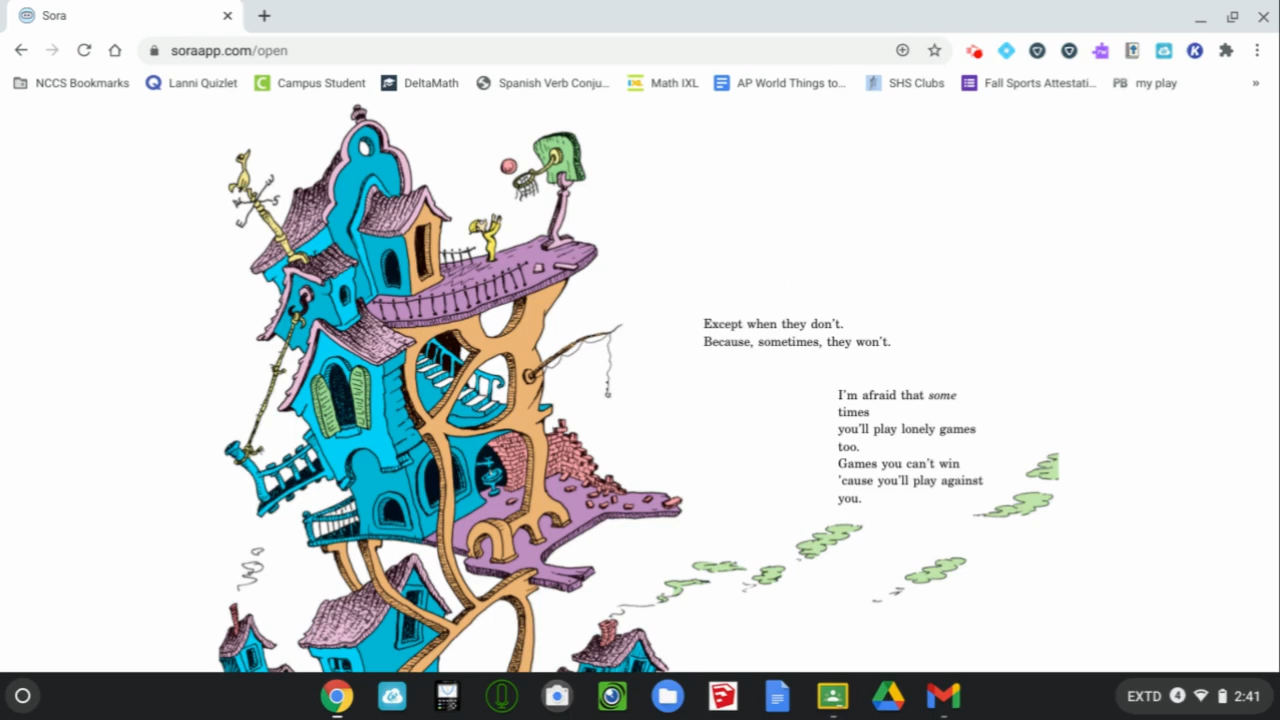 Sora
soraapp.com/open
NCCS Bookmarks
Lanni Quizlet
Campus Student
DeltaMath
Spanish Verb Conju...
Math IXL
AP World Things to...
SHS Clubs
Fall Sports Attestati...
PB my play
Except when they don't.
Because, sometimes, they won't.
I'm afraid that some
times
you'll play lonely games
too.
Games you can't win
'cause you'll play against
you.
EXTD 4 2:41